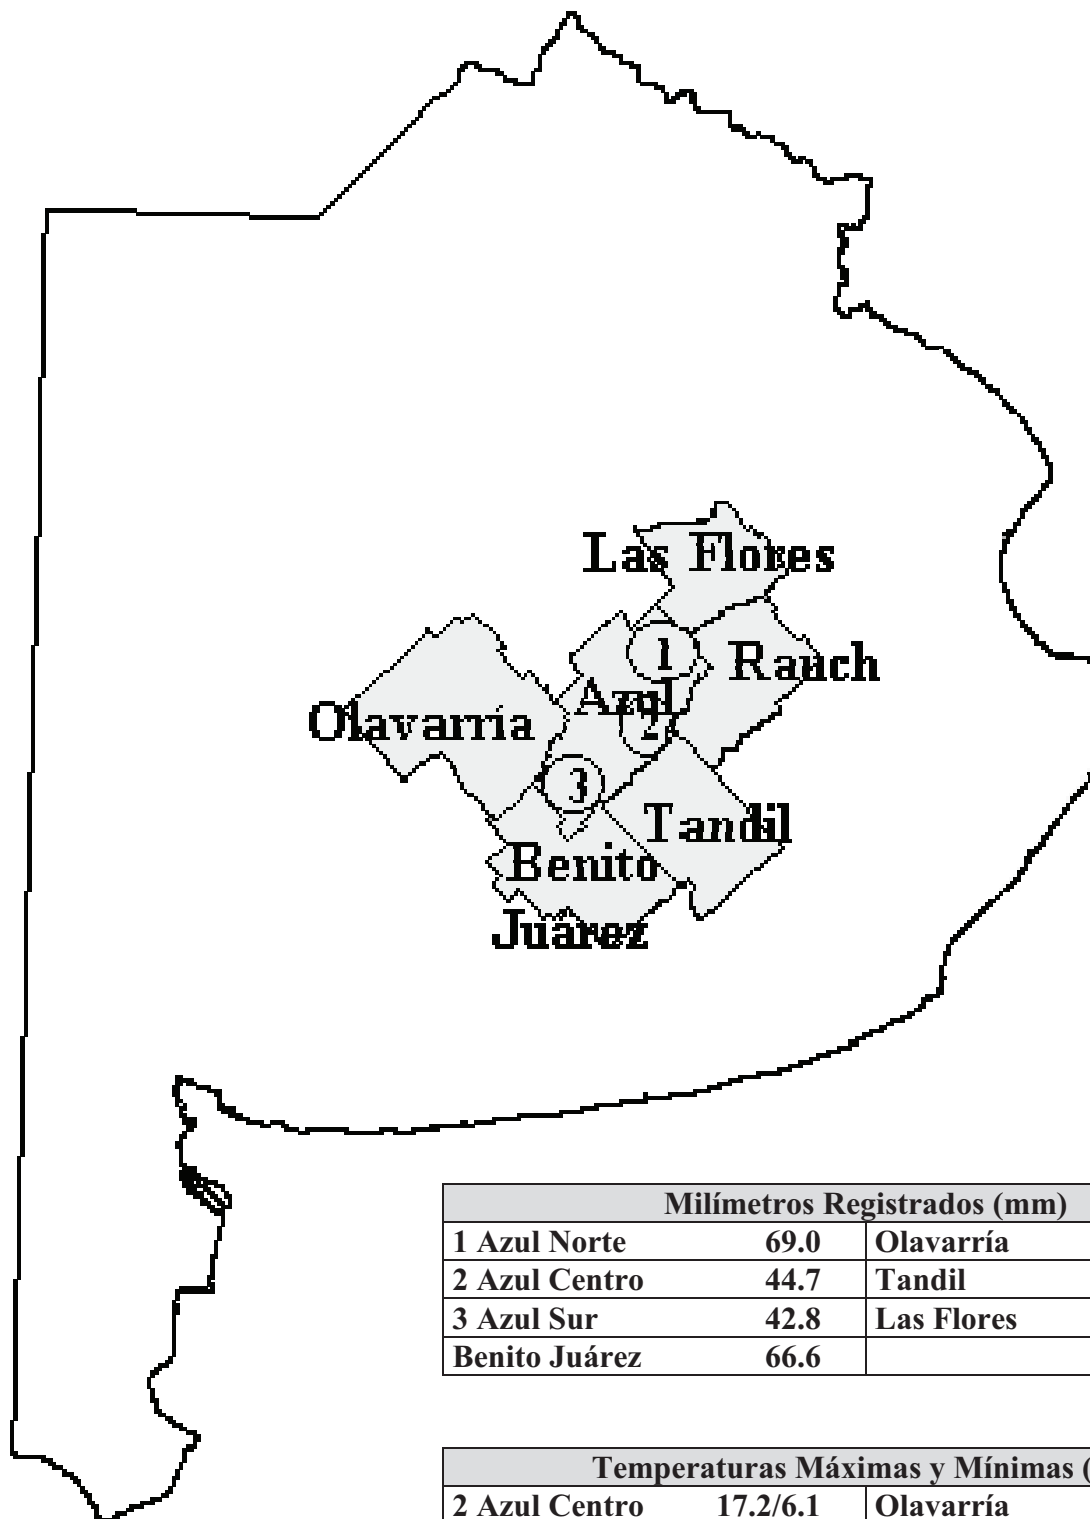 Las Flores
1
Rauch
Azul
2
Olavarría
3
Tandil
Benito
Juárez
Milímetros Registrados (mm)
1 Azul Norte 69.0 Olavarría
2 Azul Centro 44.7 Tandil
3 Azul Sur 42.8 Las Flores
Benito Juárez 66.6
Temperaturas Máximas y Mínimas (
2 Azul Centro 17.2/6.1 Olavarría